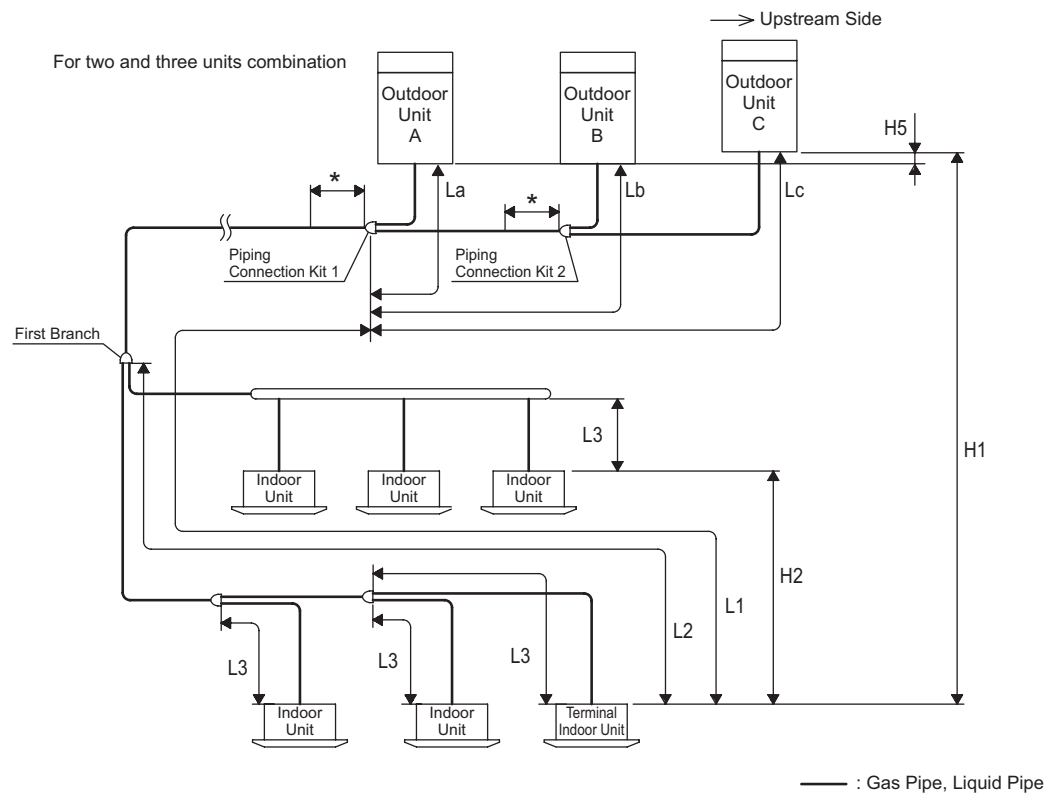 Upstream Side
For two and three units combination
Outdoor
Unit
A
Outdoor
Unit
B
Outdoor
Unit
C
H5
*
La
*
Lb
Lc
Piping
Connection Kit 1
Piping
Connection Kit 2
First Branch
L3
H1
Indoor
Unit
Indoor
Unit
Indoor
Unit
H2
L1
L2
L3
L3
L3
Indoor
Unit
Indoor
Unit
Terminal
Indoor Unit
: Gas Pipe, Liquid Pipe